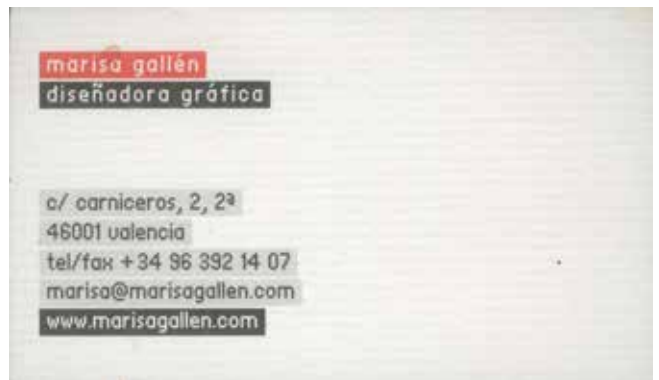 marisa gallén
diseñadora gráfica
c/ carniceros, 2, 2ª
46001 valencia
tel/fax +34 96 392 14 07
marisa@marisagallen.com
www.marisagallen.com